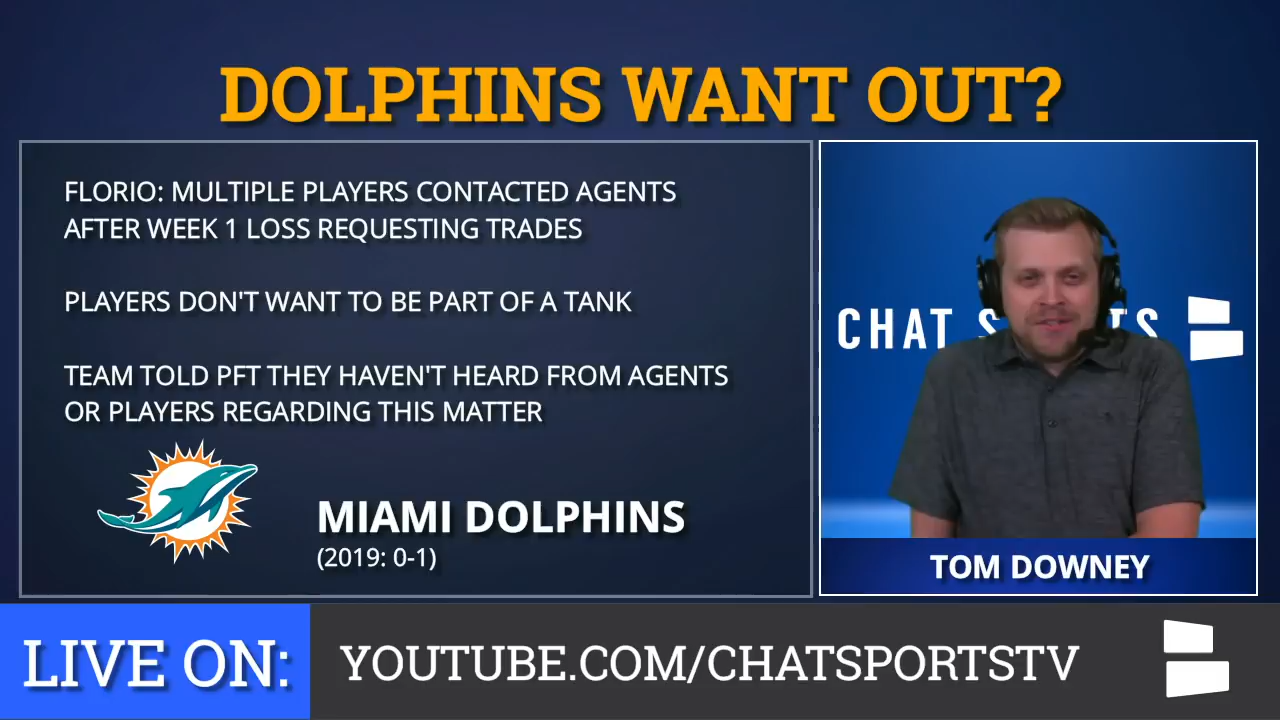 DOLPHINS WANT OUT?
FLORIO: MULTIPLE PLAYERS CONTACTED AGENTS
AFTER WEEK 1 LOSS REQUESTING TRADES
PLAYERS DON'T WANT TO BE PART OF A TANK
TEAM TOLD PFT THEY HAVEN'T HEARD FROM AGENTS
OR PLAYERS REGARDING THIS MATTER
MIAMI DOLPHINS
(2019: 0-1)
CHAT S TS
TOM DOWNEY
LIVE ON:
YOUTUBE.COM/CHATSPORTSTV